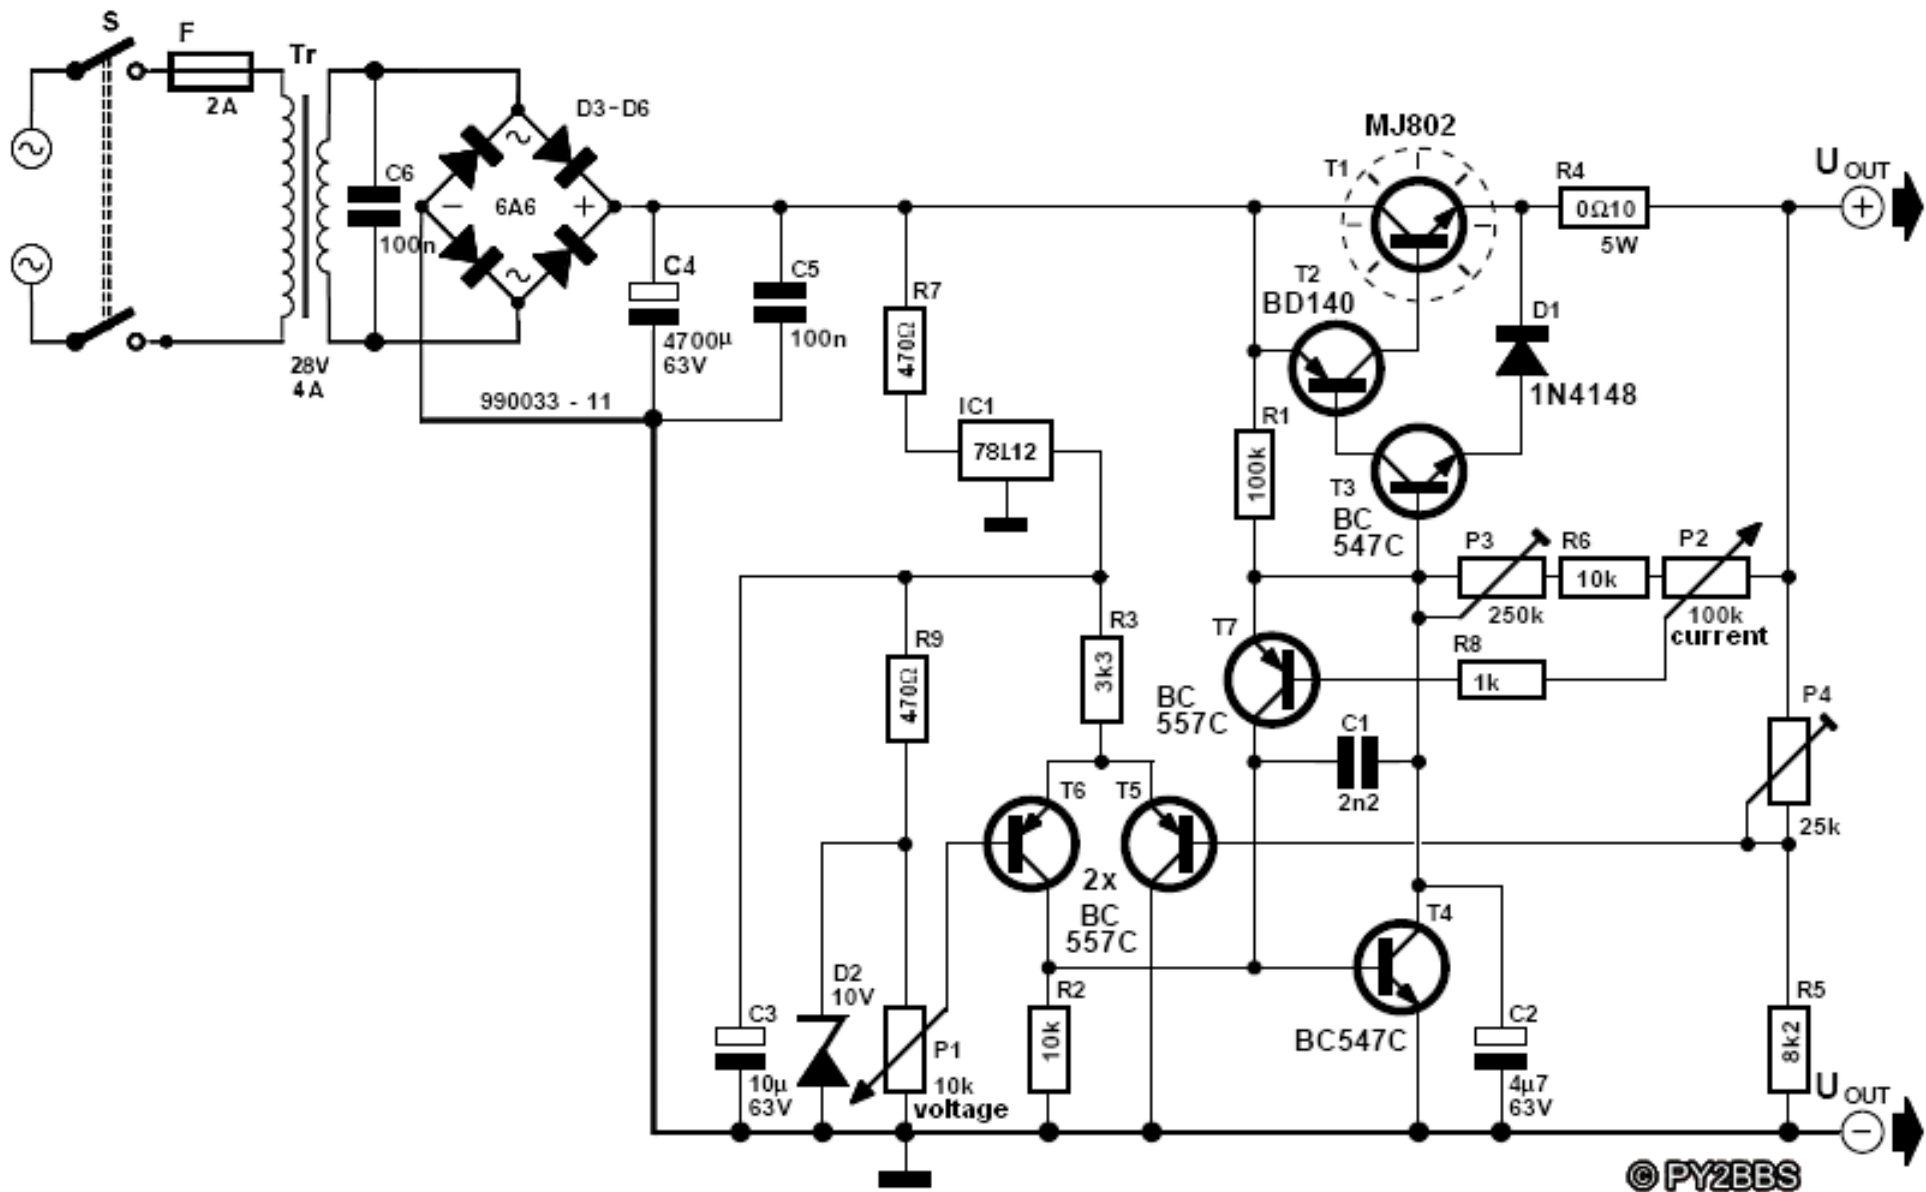 S
F
2A
Tr
28V
4A
C6
100n
D3-D6
6A6
−
+
990033 - 11
C4
4700µ
63V
C5
100n
R7
470Ω
IC1
78L12
MJ802
T1
T2
BD140
R4
0Ω10
5W
U OUT
+
D1
1N4148
R1
100k
T3
BC
547C
P3
250k
R6
10k
P2
100k
current
R8
1k
T7
BC
557C
C1
2n2
R9
470Ω
R3
3k3
T6
T5
2x
BC
557C
P4
25k
D2
10V
C3
10µ
63V
P1
10k
voltage
R2
10k
T4
BC547C
C2
4µ7
63V
R5
8k2
U OUT
−
© PY2BBS